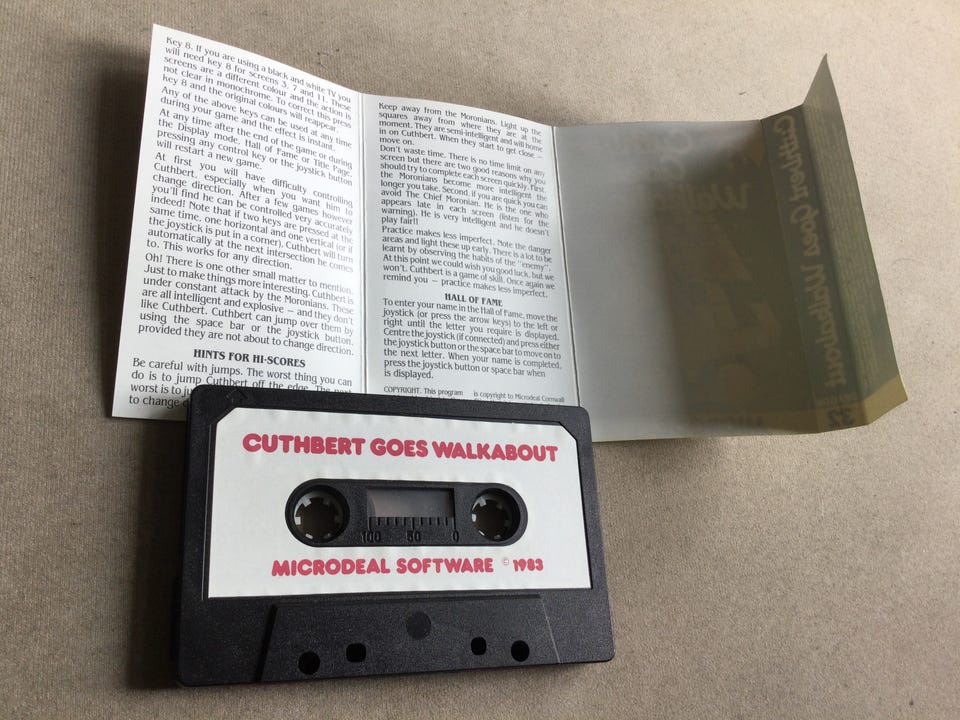 Key 8. If you are using a black and white TV you
will need key 8 for screens 3, 7 and 11. These
screens are a different colour and the action is
not clear in monochrome. To correct this press
key 8 and the original colours will reappear.
Any of the above keys can be used at any time
during your game and the effect is instant.
At any time after the end of the game or during
the Display mode. Hall of Fame or Title Page,
pressing any control key or the joystick button
will restart a new game.
At first you will have difficulty controlling
Cuthbert, especially when you want him to
change direction. After a few games however
you'll find he can be controlled very accurately
indeed! Note that if two keys are pressed at the
same time, one horizontal and one vertical (or if
the joystick is put in a corner), Cuthbert will turn
automatically at the next intersection he comes
to. This works for any direction.
Oh! There is one other small matter to mention.
Just to make things more interesting. Cuthbert is
under constant attack by the Moronians. These
are all intelligent and explosive – and they don't
like Cuthbert. Cuthbert can jump over them by
using the space bar or the joystick button,
provided they are not about to change direction.
HINTS FOR HI-SCORES
Be careful with jumps. The worst thing you can
do is to jump Cuthbert off the edge. The next
worst is to ju
to change d
Keep away from the Moronians. Light up the
squares away from where they are at the
moment. They are semi-intelligent and will home
in on Cuthbert. When they start to get close –
move on.
Don't waste time. There is no time limit on any
screen but there are two good reasons why you
should try to complete each screen quickly. First,
the Moronians become more intelligent the
longer you take. Second, if you are quick you can
avoid The Chief Moronian. He is the one who
appears late in each screen (listen for the
warning). He is very intelligent and he doesn't
play fair!!
Practice makes less imperfect. Note the danger
areas and light these up early. There is a lot to be
learnt by observing the habits of the "enemy".
At this point we could wish you good luck, but we
won't. Cuthbert is a game of skill. Once again we
remind you – practice makes less imperfect.
HALL OF FAME
To enter your name in the Hall of Fame, move the
joystick (or press the arrow keys) to the left or
right until the letter you require is displayed.
Centre the joystick (if connected) and press either
the joystick button or the space bar to move on to
the next letter. When your name is completed,
press the joystick button or space bar when
is displayed.
COPYRIGHT. This program is copyright to Microdeal Cornwall
Cuthbert Goes Walkabout
32
CUTHBERT GOES WALKABOUT
100 50 0
MICRODEAL SOFTWARE © 1983